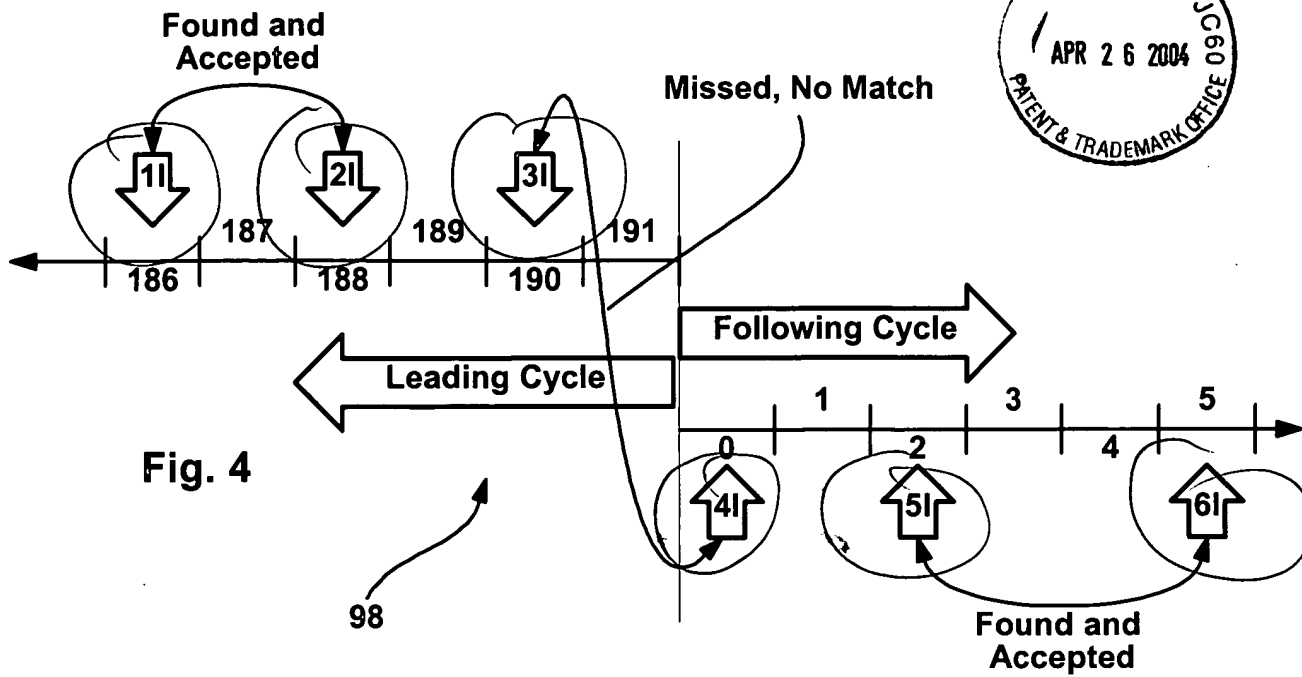 Found and
Accepted
JC60
APR 26 2004
PATENT & TRADEMARK OFFICE
Missed, No Match
1I
2I
3I
187
189
191
186
188
190
Following Cycle
Leading Cycle
1
3
5
0
2
4
Fig. 4
4I
5I
6I
98
Found and
Accepted